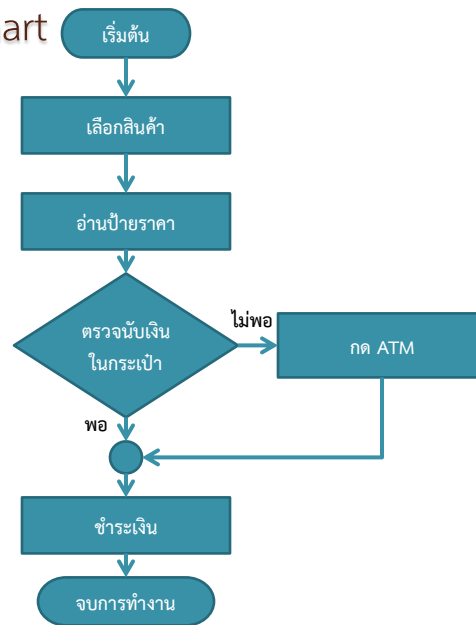 art
เริ่มต้น
เลือกสินค้า
อ่านป้ายราคา
ตรวจนับเงิน
ในกระเป๋า
ไม่พอ
กด ATM
พอ
ชำระเงิน
จบการทำงาน